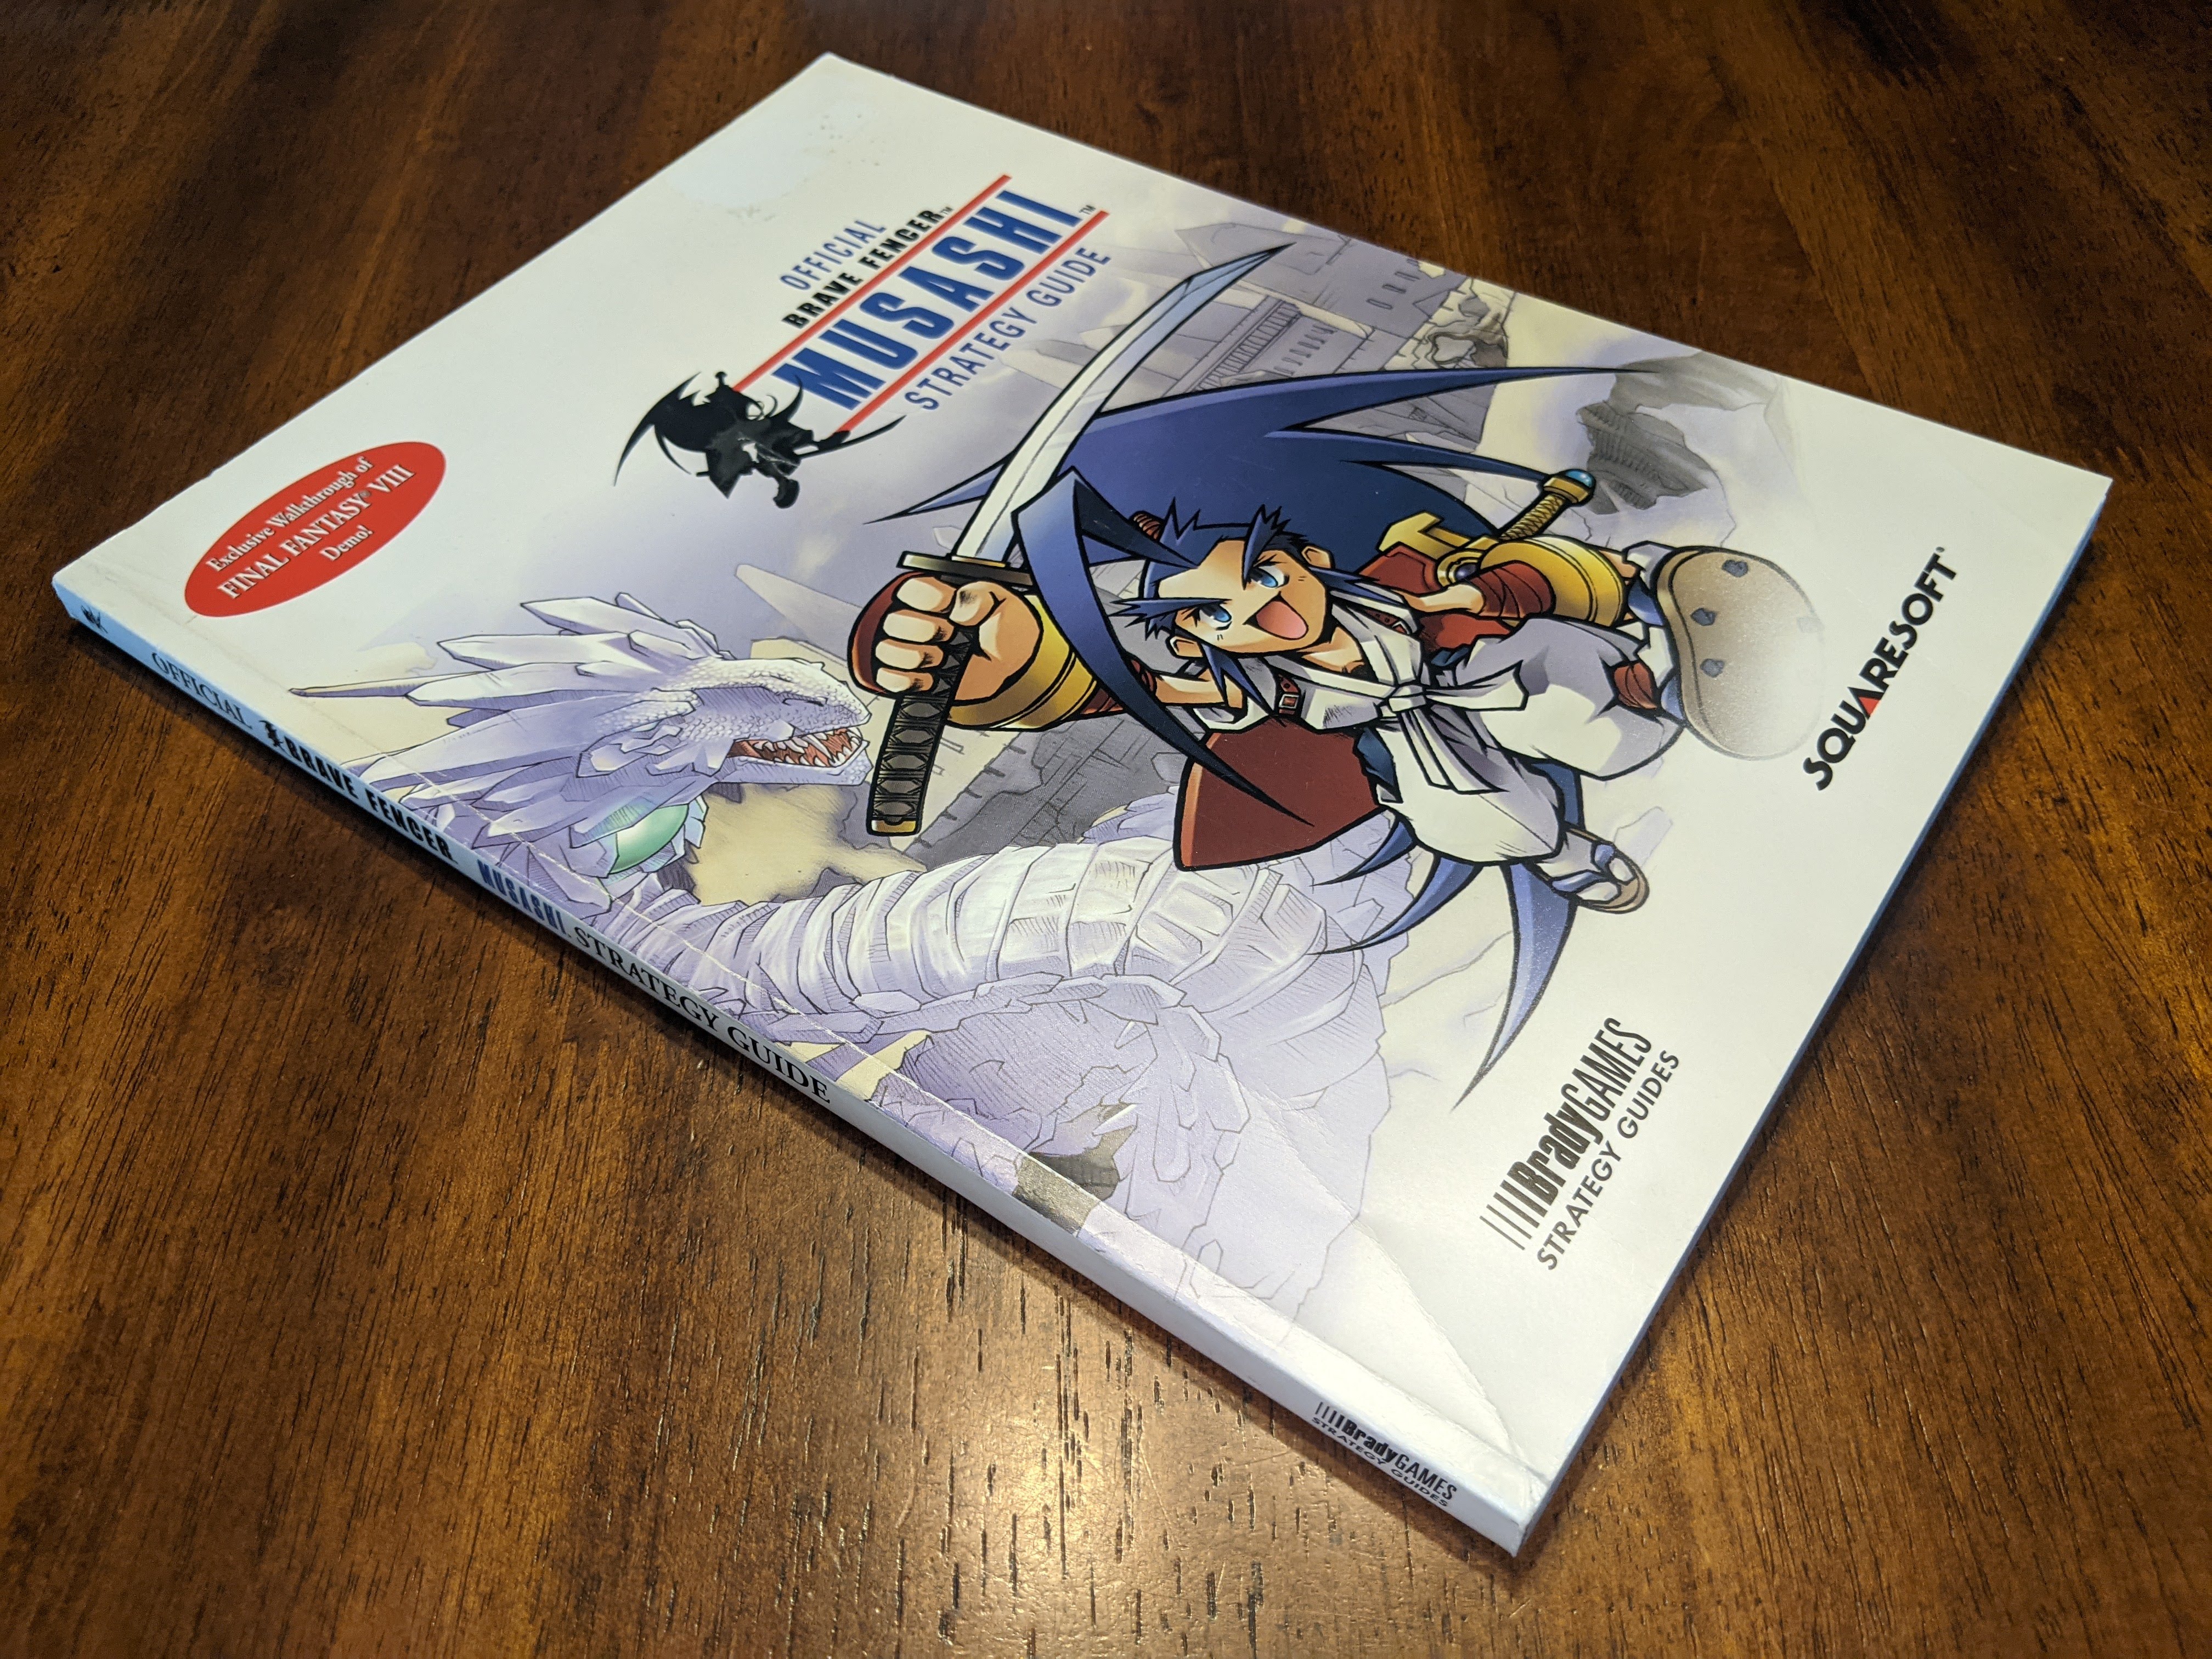 OFFICIAL
BRAVE FENCER™
MUSASHI™
STRATEGY GUIDE
Exclusive Walkthrough of
FINAL FANTASY® VIII
Demo!
SQUARESOFT®
BradyGAMES
STRATEGY GUIDES
OFFICIAL BRAVE FENCER MUSASHI STRATEGY GUIDE
BradyGAMES
STRATEGY GUIDES